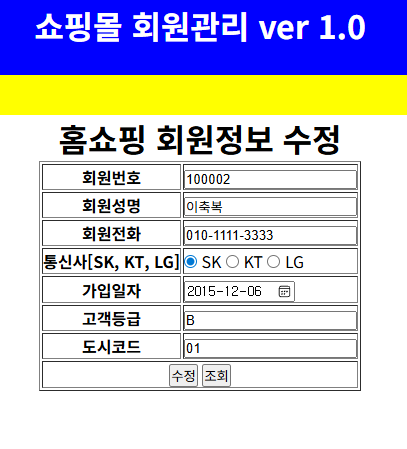 쇼핑몰 회원관리 ver 1.0
홈쇼핑 회원정보 수정
회원번호 100002
회원성명 이축복
회원전화 010-1111-3333
통신사[SK, KT, LG] SK KT LG
가입일자 2015-12-06
고객등급 B
도시코드 01
수정 조회